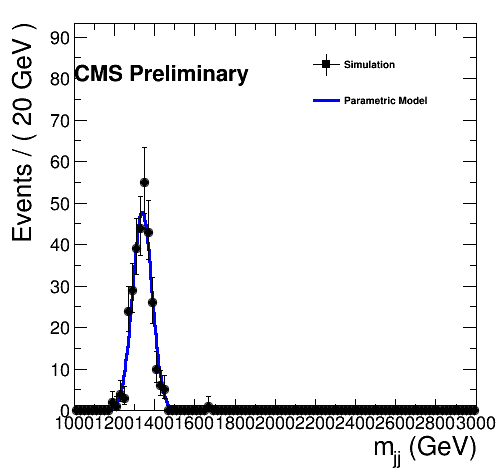 Events / ( 20 GeV )
90
80
70
60
50
40
30
20
10
0
CMS Preliminary
Simulation
Parametric Model
1000 1200 1400 1600 1800 2000 2200 2400 2600 2800 3000
m_jj (GeV)